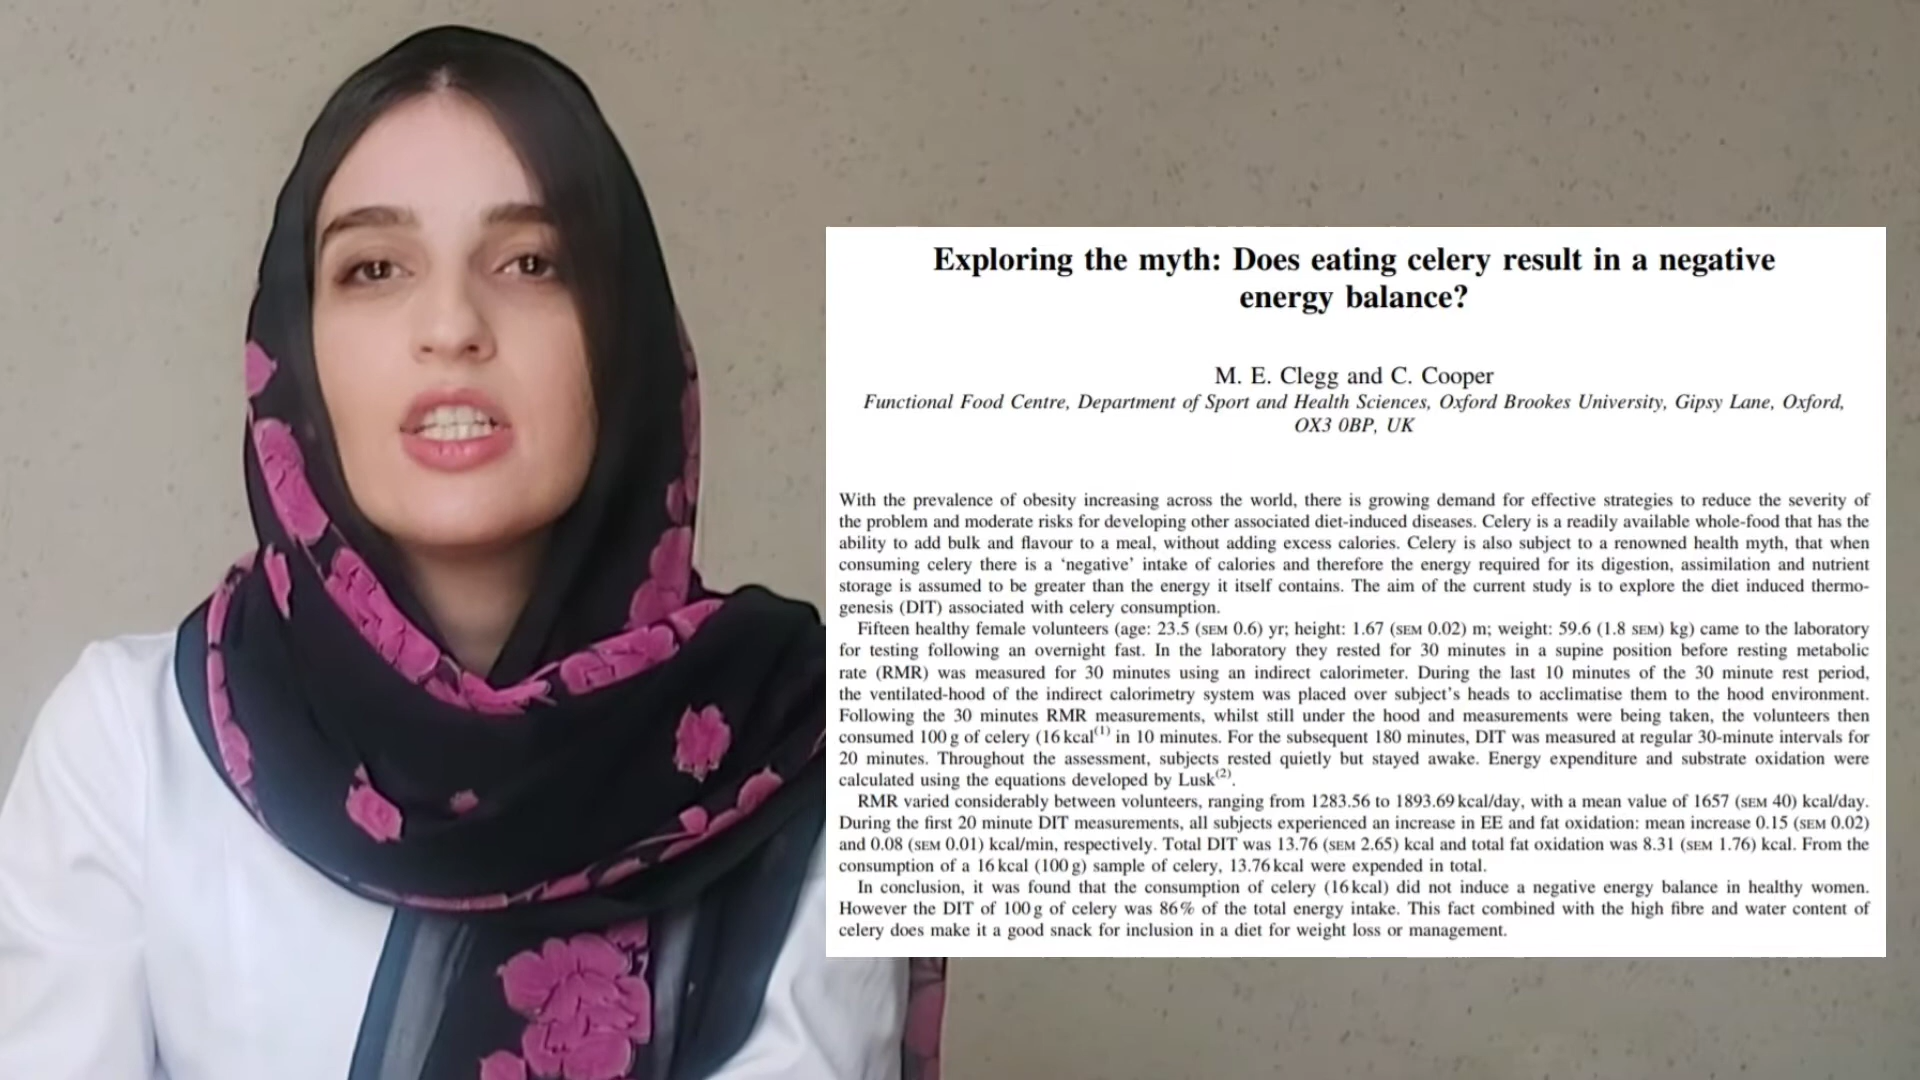 Exploring the myth: Does eating celery result in a negative
energy balance?
M. E. Clegg and C. Cooper
Functional Food Centre, Department of Sport and Health Sciences, Oxford Brookes University, Gipsy Lane, Oxford,
OX3 0BP, UK
With the prevalence of obesity increasing across the world, there is growing demand for effective strategies to reduce the severity of
the problem and moderate risks for developing other associated diet-induced diseases. Celery is a readily available whole-food that has the
ability to add bulk and flavour to a meal, without adding excess calories. Celery is also subject to a renowned health myth, that when
consuming celery there is a ‘negative’ intake of calories and therefore the energy required for its digestion, assimilation and nutrient
storage is assumed to be greater than the energy it itself contains. The aim of the current study is to explore the diet induced thermo-
genesis (DIT) associated with celery consumption.
Fifteen healthy female volunteers (age: 23.5 (SEM 0.6) yr; height: 1.67 (SEM 0.02) m; weight: 59.6 (1.8 SEM) kg) came to the laboratory
for testing following an overnight fast. In the laboratory they rested for 30 minutes in a supine position before resting metabolic
rate (RMR) was measured for 30 minutes using an indirect calorimeter. During the last 10 minutes of the 30 minute rest period,
the ventilated-hood of the indirect calorimetry system was placed over subject's heads to acclimatise them to the hood environment.
Following the 30 minutes RMR measurements, whilst still under the hood and measurements were being taken, the volunteers then
consumed 100 g of celery (16 kcal(1) in 10 minutes. For the subsequent 180 minutes, DIT was measured at regular 30-minute intervals for
20 minutes. Throughout the assessment, subjects rested quietly but stayed awake. Energy expenditure and substrate oxidation were
calculated using the equations developed by Lusk(2).
RMR varied considerably between volunteers, ranging from 1283.56 to 1893.69 kcal/day, with a mean value of 1657 (SEM 40) kcal/day.
During the first 20 minute DIT measurements, all subjects experienced an increase in EE and fat oxidation: mean increase 0.15 (SEM 0.02)
and 0.08 (SEM 0.01) kcal/min, respectively. Total DIT was 13.76 (SEM 2.65) kcal and total fat oxidation was 8.31 (SEM 1.76) kcal. From the
consumption of a 16 kcal (100 g) sample of celery, 13.76 kcal were expended in total.
In conclusion, it was found that the consumption of celery (16 kcal) did not induce a negative energy balance in healthy women.
However the DIT of 100 g of celery was 86% of the total energy intake. This fact combined with the high fibre and water content of
celery does make it a good snack for inclusion in a diet for weight loss or management.